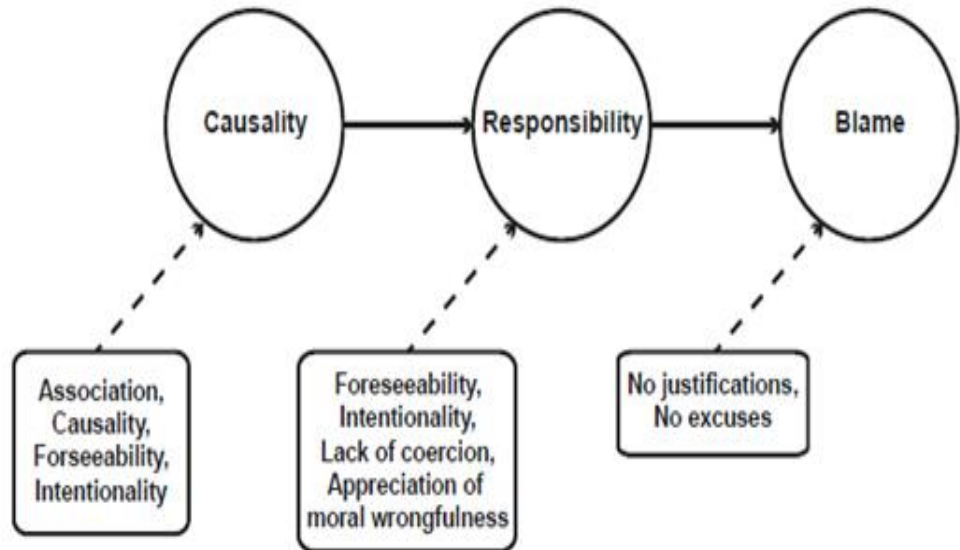 Causality
Responsibility
Blame
Association,
Causality,
Forseeability,
Intentionality
Foreseeability,
Intentionality,
Lack of coercion,
Appreciation of
moral wrongfulness
No justifications,
No excuses